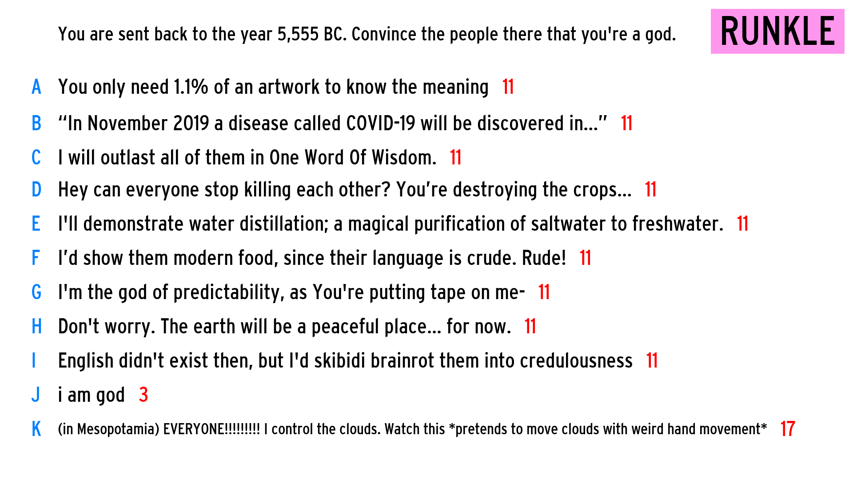 You are sent back to the year 5,555 BC. Convince the people there that you're a god.
RUNKLE
A You only need 1.1% of an artwork to know the meaning 11
B “In November 2019 a disease called COVID-19 will be discovered in...” 11
C I will outlast all of them in One Word Of Wisdom. 11
D Hey can everyone stop killing each other? You’re destroying the crops... 11
E I'll demonstrate water distillation; a magical purification of saltwater to freshwater. 11
F I’d show them modern food, since their language is crude. Rude! 11
G I'm the god of predictability, as You're putting tape on me- 11
H Don't worry. The earth will be a peaceful place... for now. 11
I English didn't exist then, but I'd skibidi brainrot them into credulousness 11
J i am god 3
K (in Mesopotamia) EVERYONE!!!!!!!!! I control the clouds. Watch this *pretends to move clouds with weird hand movement* 17